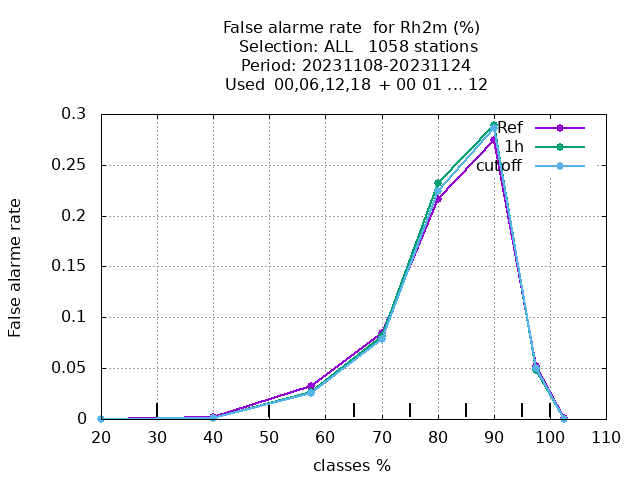 False alarme rate for Rh2m (%)
Selection: ALL 1058 stations
Period: 20231108-20231124
Used 00,06,12,18 + 00 01 ... 12
Ref
1h
cutoff
0.3
0.25
0.2
0.15
0.1
0.05
0
False alarme rate
20 30 40 50 60 70 80 90 100 110
classes %